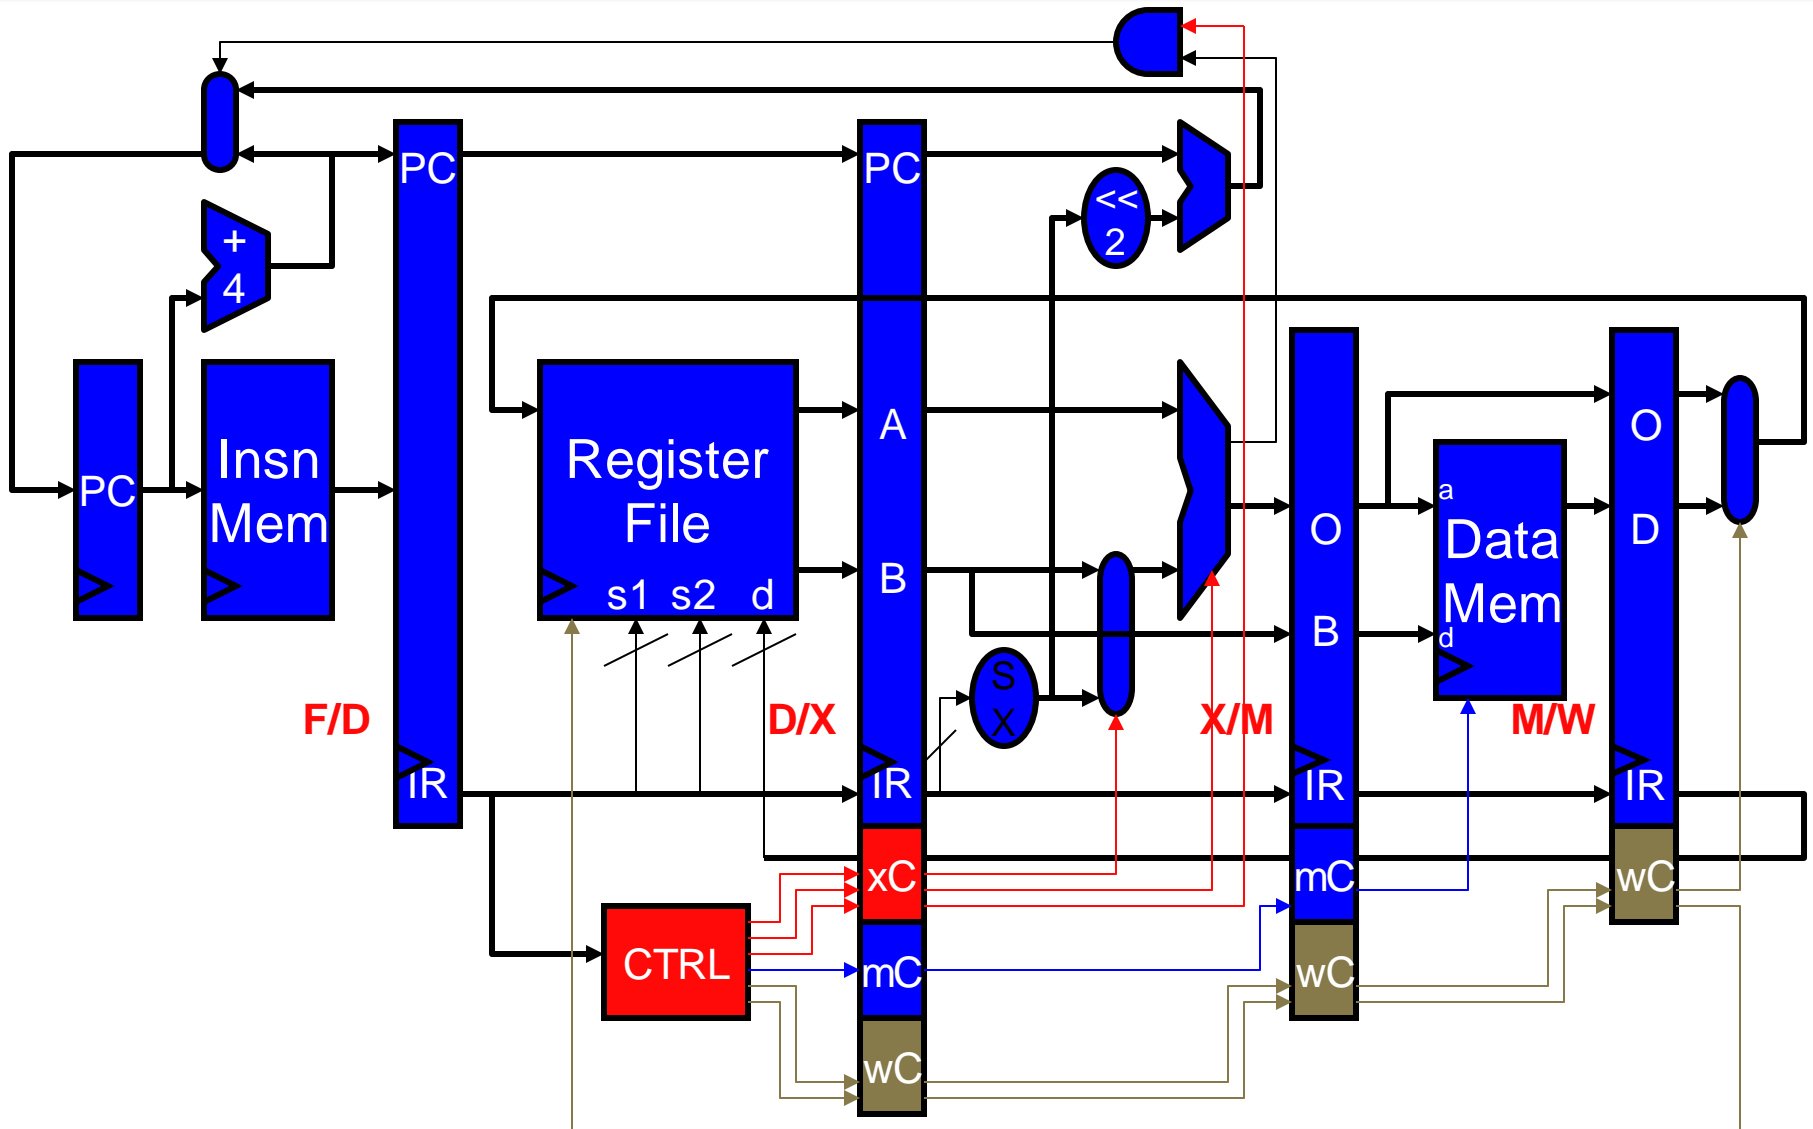 <<
2
PC
PC
+
4
PC
Insn
Mem
Register
File
s1 s2 d
A
B
O
B
a
Data
Mem
d
O
D
S
X
F/D
D/X
X/M
M/W
IR
IR
IR
IR
xC
mC
wC
CTRL
mC
wC
wC